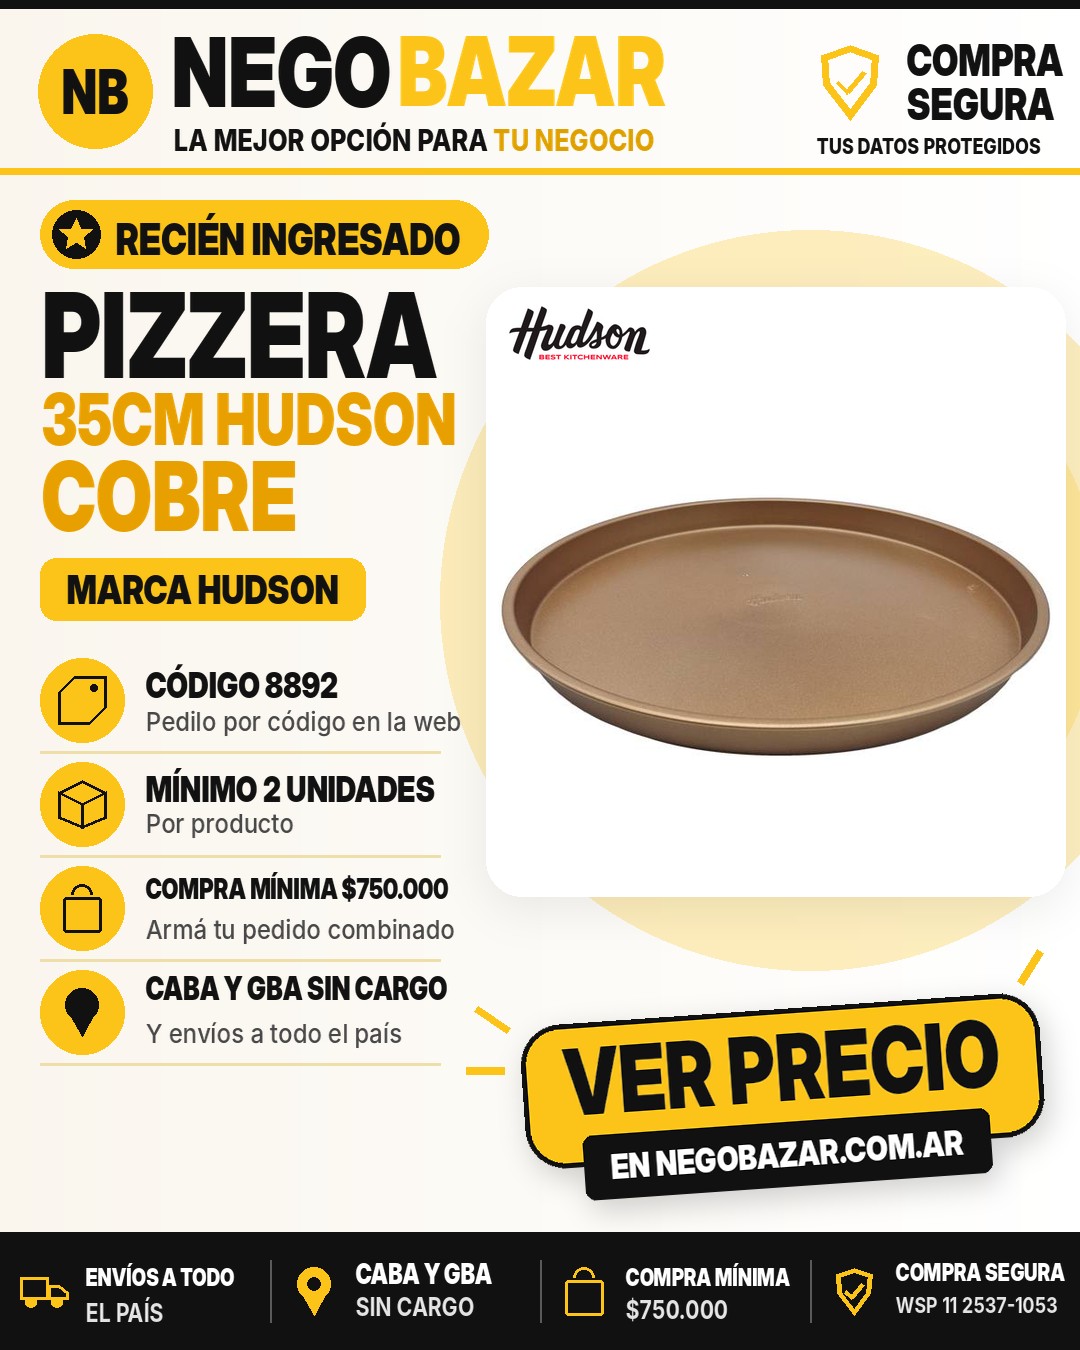 NB
NEGOBAZAR
LA MEJOR OPCIÓN PARA TU NEGOCIO
COMPRA
SEGURA
TUS DATOS PROTEGIDOS
RECIÉN INGRESADO
PIZZERA
35CM HUDSON
COBRE
MARCA HUDSON
CÓDIGO 8892
Pedilo por código en la web
MÍNIMO 2 UNIDADES
Por producto
COMPRA MÍNIMA $750.000
Armá tu pedido combinado
CABA Y GBA SIN CARGO
Y envíos a todo el país
Hudson
BEST KITCHENWARE
Hudson
VER PRECIO
EN NEGOBAZAR.COM.AR
ENVÍOS A TODO
EL PAÍS
CABA Y GBA
SIN CARGO
COMPRA MÍNIMA
$750.000
COMPRA SEGURA
WSP 11 2537-1053